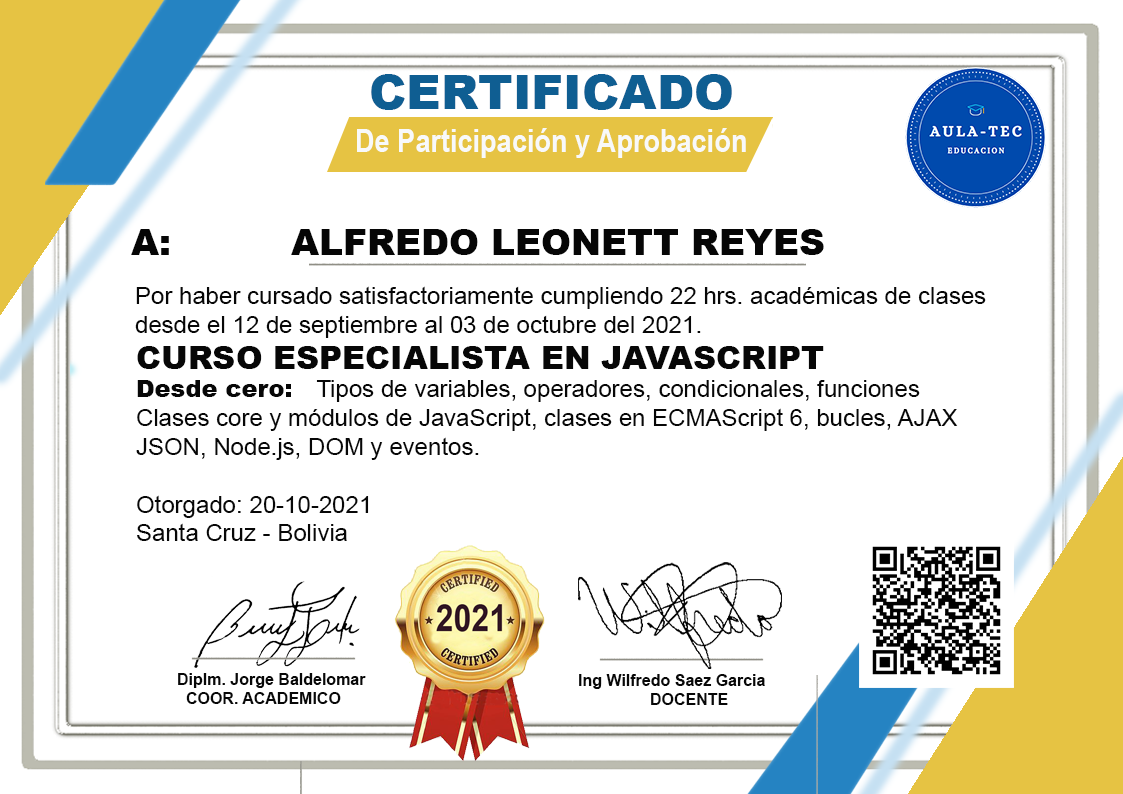 CERTIFICADO
De Participación y Aprobación
AULA-TEC
EDUCACION
A: ALFREDO LEONETT REYES
Por haber cursado satisfactoriamente cumpliendo 22 hrs. académicas de clases
desde el 12 de septiembre al 03 de octubre del 2021.
CURSO ESPECIALISTA EN JAVASCRIPT
Desde cero: Tipos de variables, operadores, condicionales, funciones
Clases core y módulos de JavaScript, clases en ECMAScript 6, bucles, AJAX
JSON, Node.js, DOM y eventos.
Otorgado: 20-10-2021
Santa Cruz - Bolivia
CERTIFIED
2021
CERTIFIED
Wilfredo
Diplm. Jorge Baldelomar
COOR. ACADEMICO
Ing Wilfredo Saez Garcia
DOCENTE